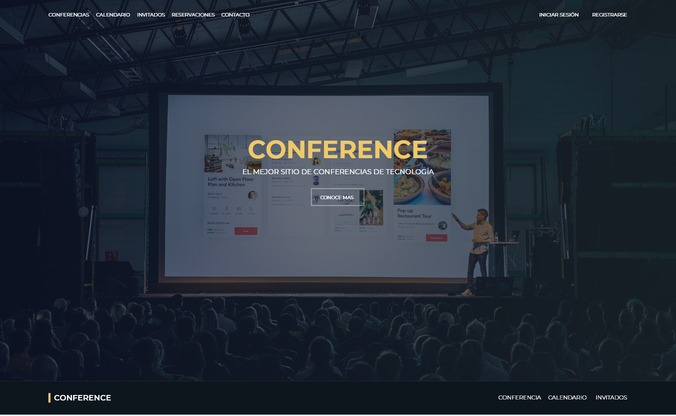 CONFERENCIAS CALENDARIO INVITADOS RESERVACIONES CONTACTO INICIAR SESIÓN REGISTRARSE
CONFERENCE
EL MEJOR SITIO DE CONFERENCIAS DE TECNOLOGÍA
CONOCE MAS
Loft with Open Floor
Plan and Kitchen
Pop-up
Restaurant Tour
CONFERENCE CONFERENCIA CALENDARIO INVITADOS